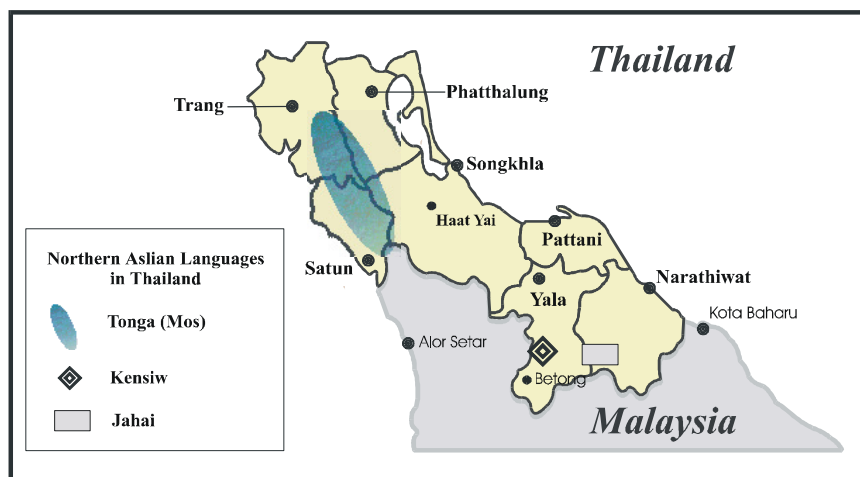 Thailand
Trang
Phatthalung
Songkhla
Haat Yai
Pattani
Satun
Yala
Narathiwat
Kota Baharu
Alor Setar
Betong
Malaysia
Northern Aslian Languages
in Thailand
Tonga (Mos)
Kensiw
Jahai